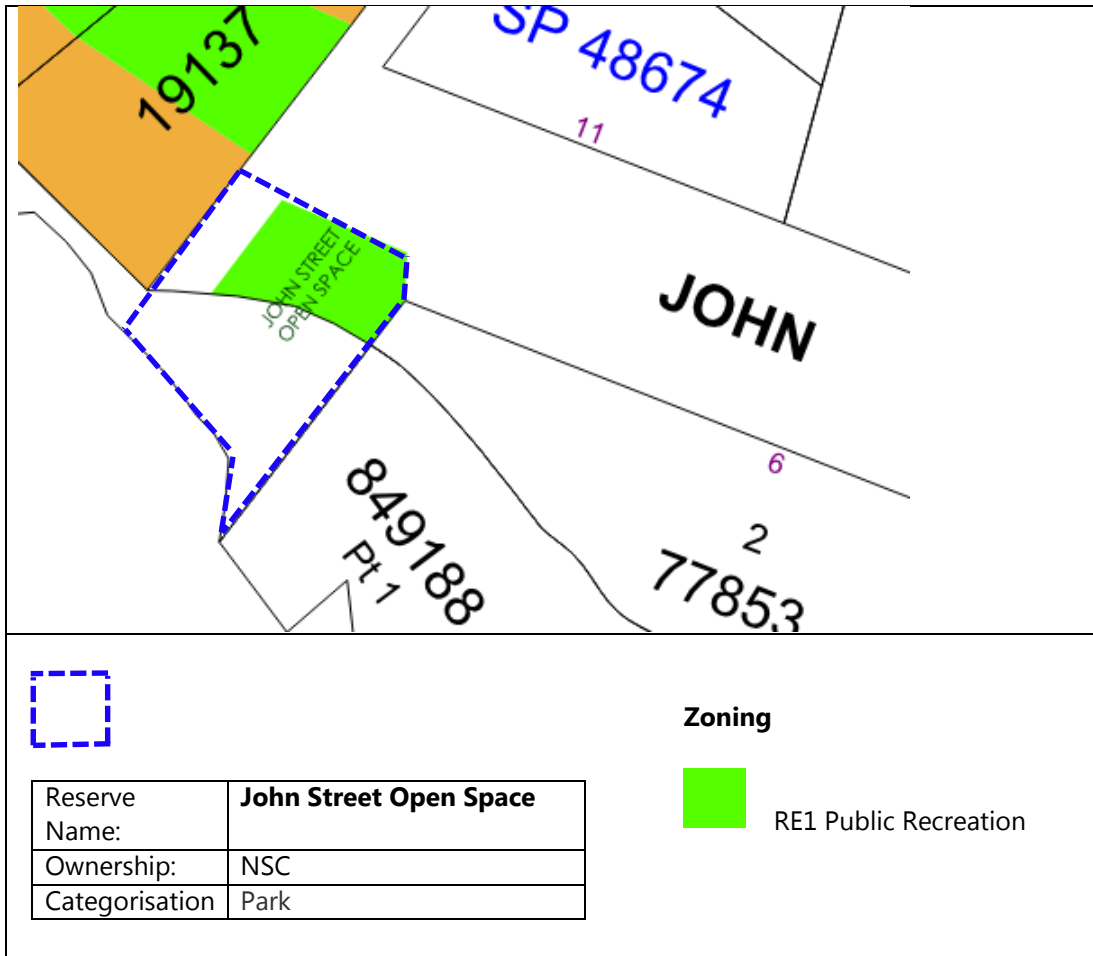 19137
SP 48674
11
JOHN STREET
OPEN SPACE
JOHN
6
849188
Pt 1
2
77853
Zoning
Reserve Name:
John Street Open Space
RE1 Public Recreation
Ownership:
NSC
Categorisation
Park